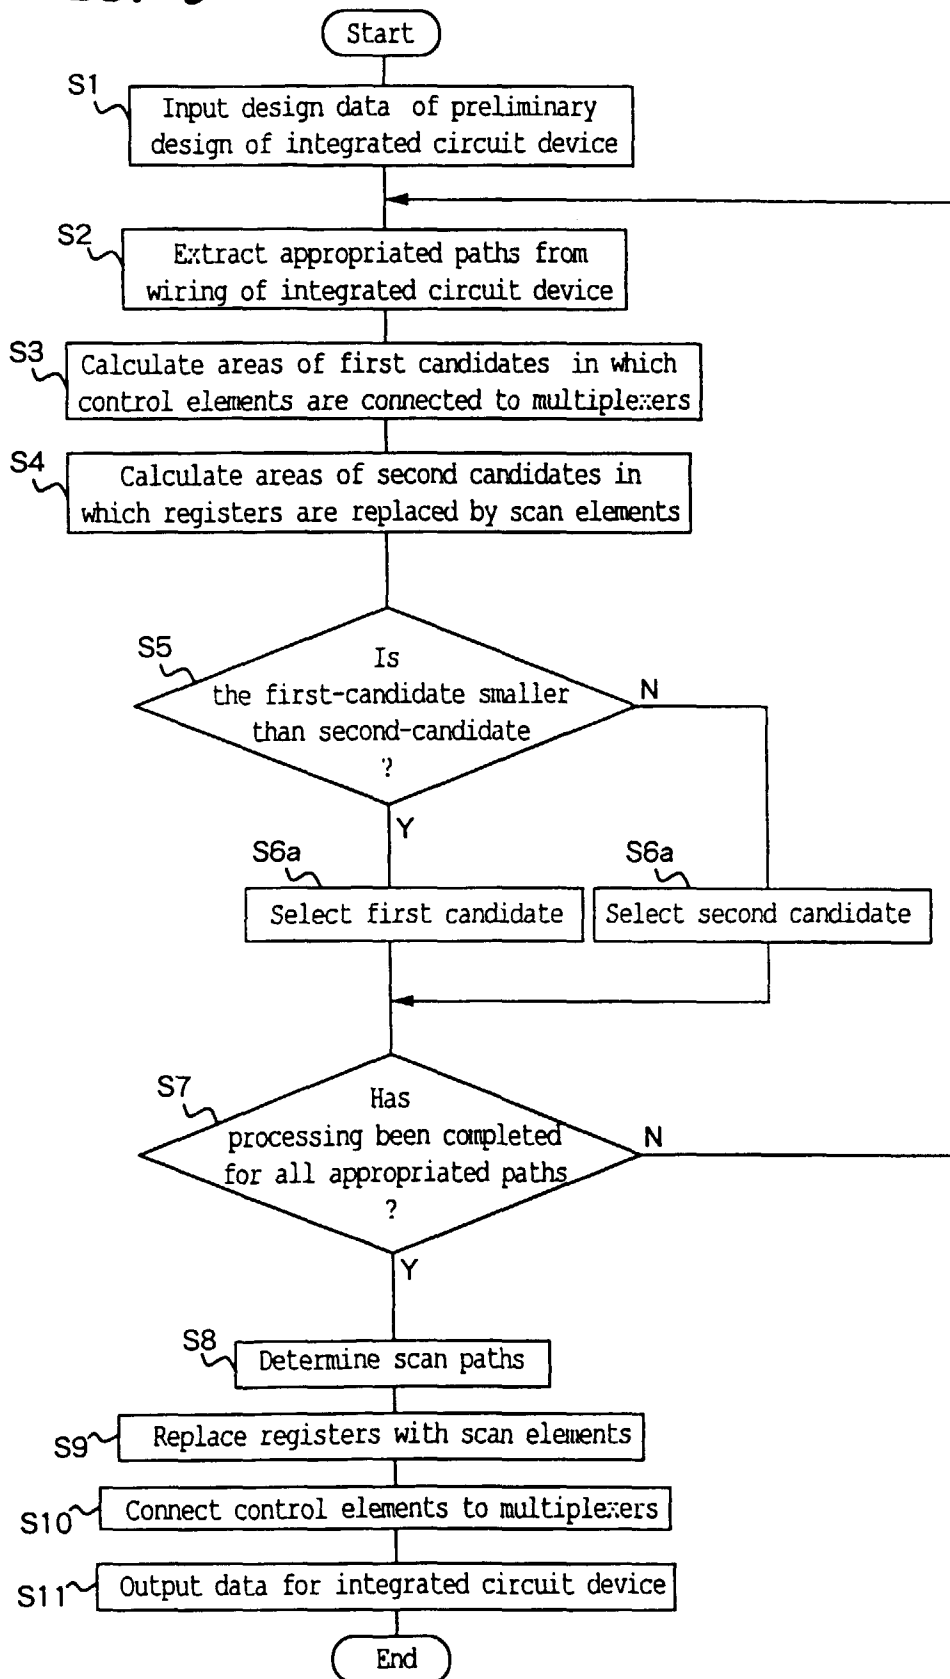 Start
S1
Input design data of preliminary
design of integrated circuit device
S2
Extract appropriated paths from
wiring of integrated circuit device
S3
Calculate areas of first candidates in which
control elements are connected to multiplexers
S4
Calculate areas of second candidates in
which registers are replaced by scan elements
S5
Is
the first-candidate smaller
than second-candidate
?
N
Y
S6a
Select first candidate
S6a
Select second candidate
S7
Has
processing been completed
for all appropriated paths
?
N
Y
S8
Determine scan paths
S9
Replace registers with scan elements
S10
Connect control elements to multiplexers
S11
Output data for integrated circuit device
End